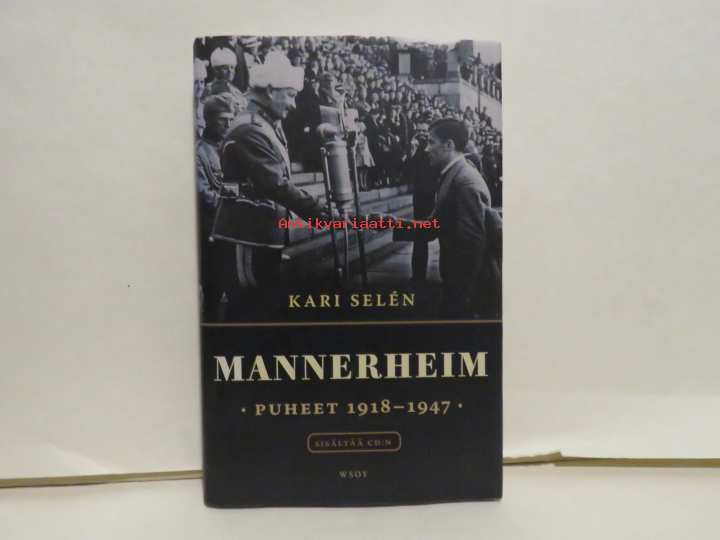 Antikvariaatti.net
KARI SELÉN
MANNERHEIM
· PUHEET 1918–1947 ·
SISÄLTÄÄ CD:N
WSOY